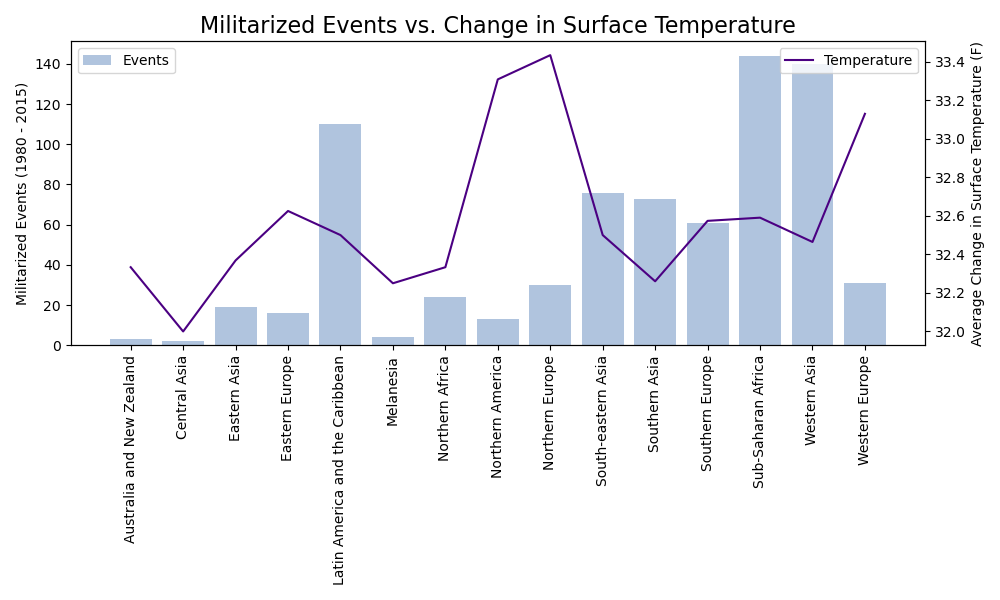 Militarized Events vs. Change in Surface Temperature
Events
Temperature
Militarized Events (1980 - 2015)
140
120
100
80
60
40
20
0
33.4
33.2
33.0
32.8
32.6
32.4
32.2
32.0
Average Change in Surface Temperature (F)
Australia and New Zealand
Central Asia
Eastern Asia
Eastern Europe
Latin America and the Caribbean
Melanesia
Northern Africa
Northern America
Northern Europe
South-eastern Asia
Southern Asia
Southern Europe
Sub-Saharan Africa
Western Asia
Western Europe